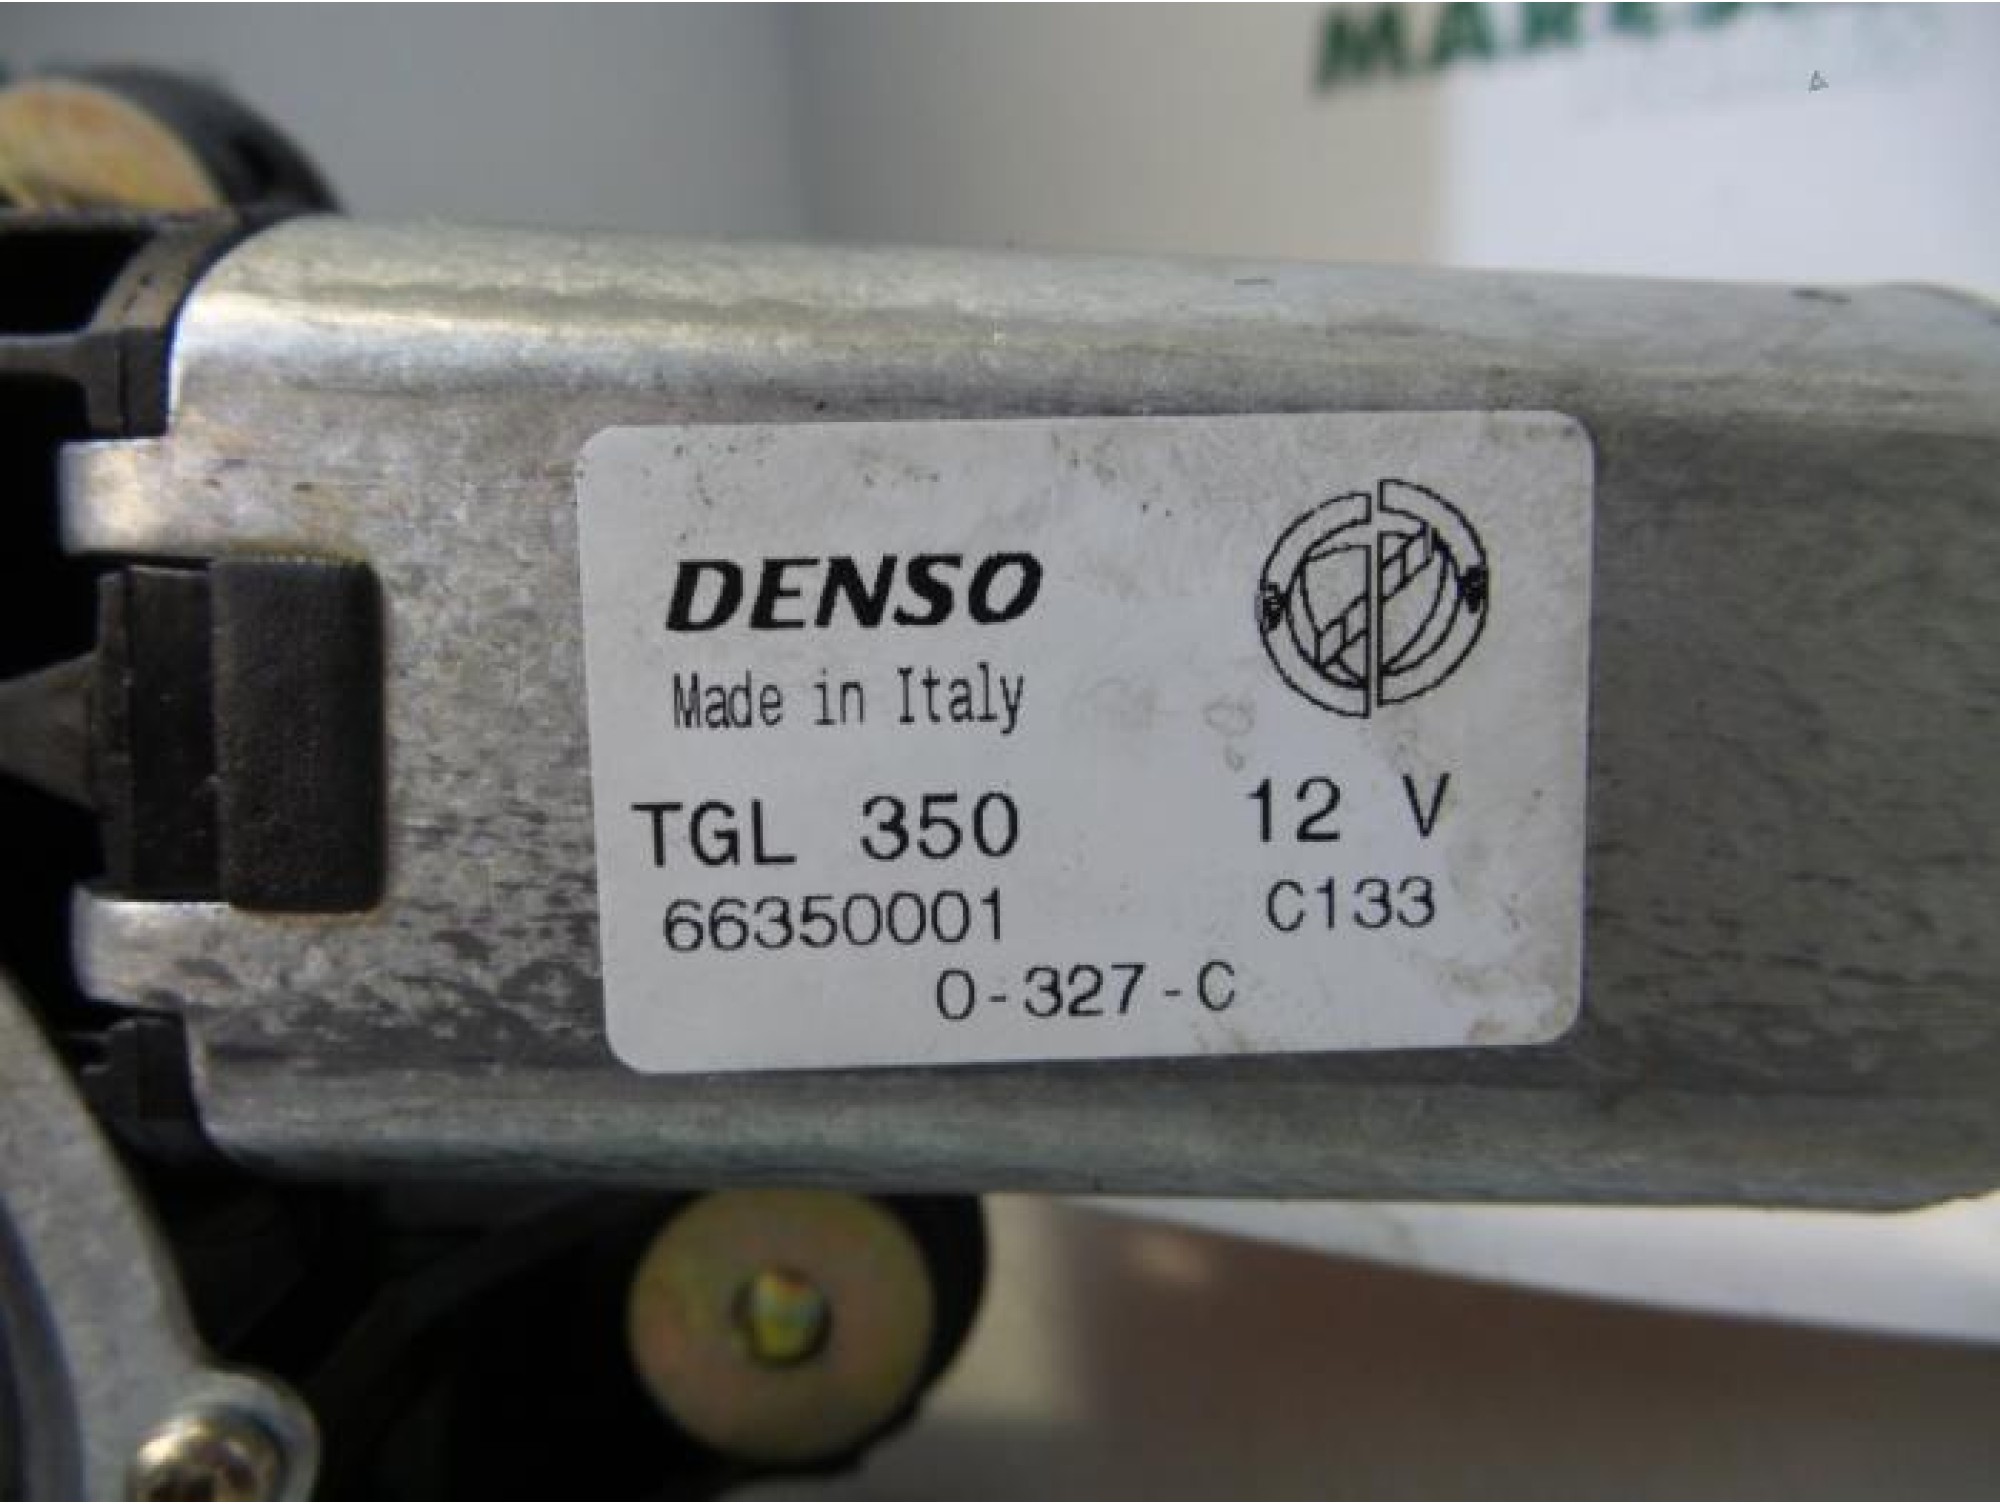 DENSO
Made in Italy
TGL 350 12 V
66350001 C133
0-327-C